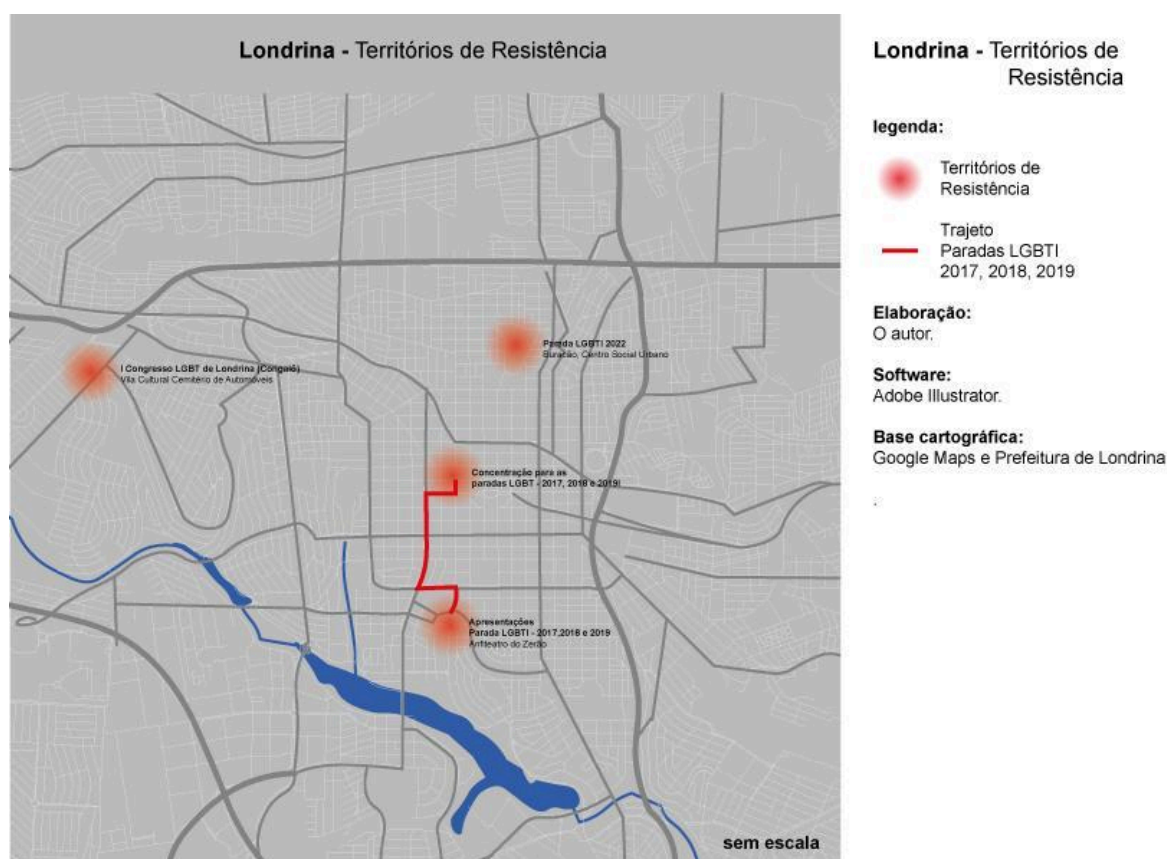 Londrina - Territórios de Resistência
Parada LGBTI 2022
Buracão, Centro Social Urbano
I Congresso LGBT de Londrina (Congalô)
Vila Cultural Cemitério de Automóveis
Concentração para as
paradas LGBT - 2017, 2018 e 2019I
Apresentações
Parada LGBTI - 2017,2018 e 2019
Anfiteatro do Zerão
sem escala
Londrina - Territórios de
Resistência
legenda:
Territórios de
Resistência
Trajeto
Paradas LGBTI
2017, 2018, 2019
Elaboração:
O autor.
Software:
Adobe Illustrator.
Base cartográfica:
Google Maps e Prefeitura de Londrina
.